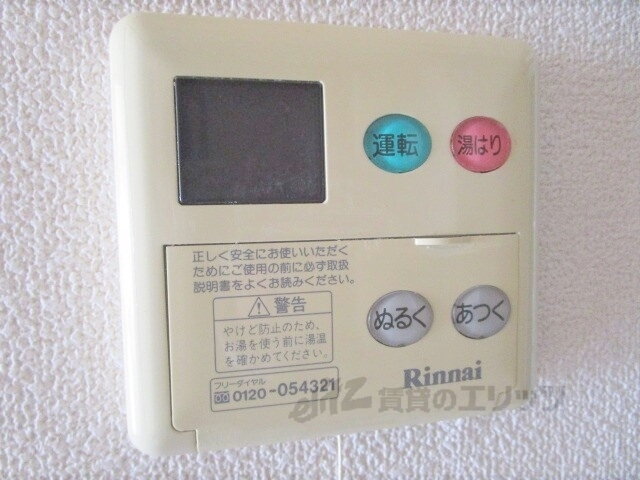 運転
湯はり
正しく安全にお使いいただく
ためにご使用の前に必ず取扱
説明書をよくお読みください。
警告
やけど防止のため、
お湯を使う前に湯温
を確かめてください。
ぬるく
あつく
フリーダイヤル
0120-054321
Rinnai
elitz 賃貸のエリッツ